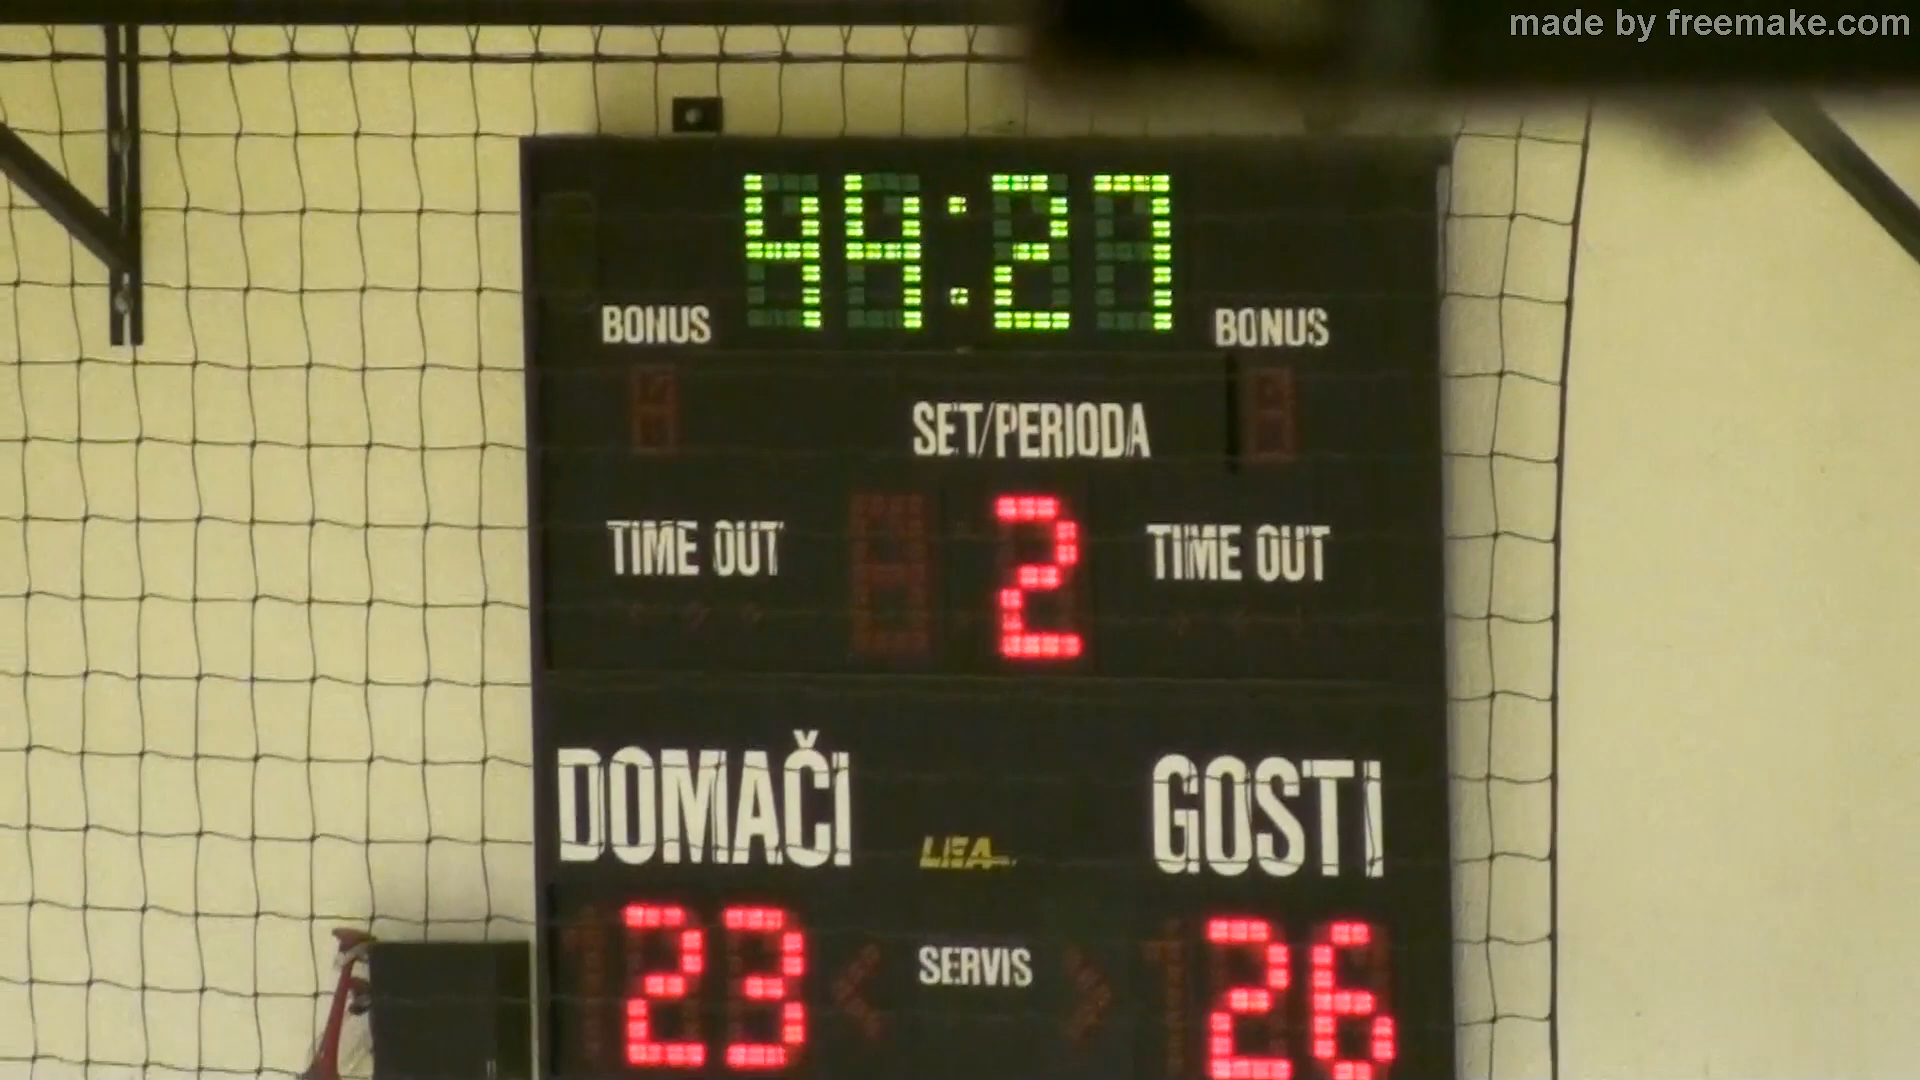 made by freemake.com
44:27
BONUS BONUS
SET/PERIODA
TIME OUT 2 TIME OUT
DOMAČI GOSTI
LEA
23 SERVIS 26